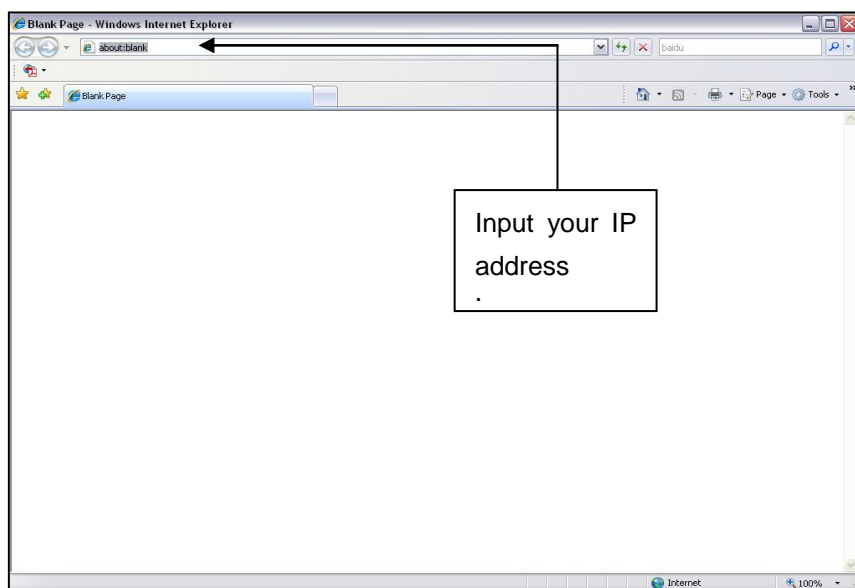 Blank Page - Windows Internet Explorer
about:blank
baidu
Blank Page
Page
Tools
Input your IP
address
.
Internet
100%